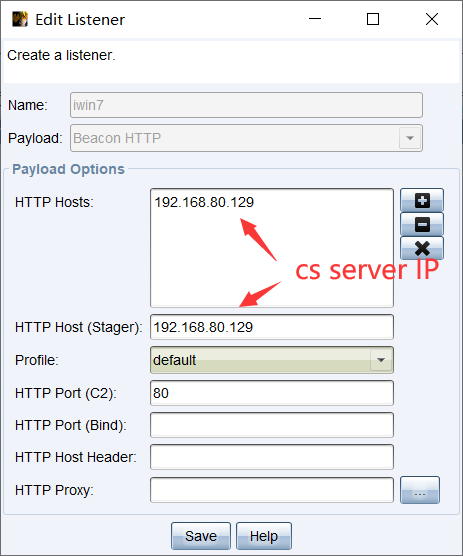 Edit Listener
Create a listener.
Name: iwin7
Payload: Beacon HTTP
Payload Options
HTTP Hosts: 192.168.80.129
cs server IP
HTTP Host (Stager): 192.168.80.129
Profile: default
HTTP Port (C2): 80
HTTP Port (Bind):
HTTP Host Header:
HTTP Proxy: ...
Save Help